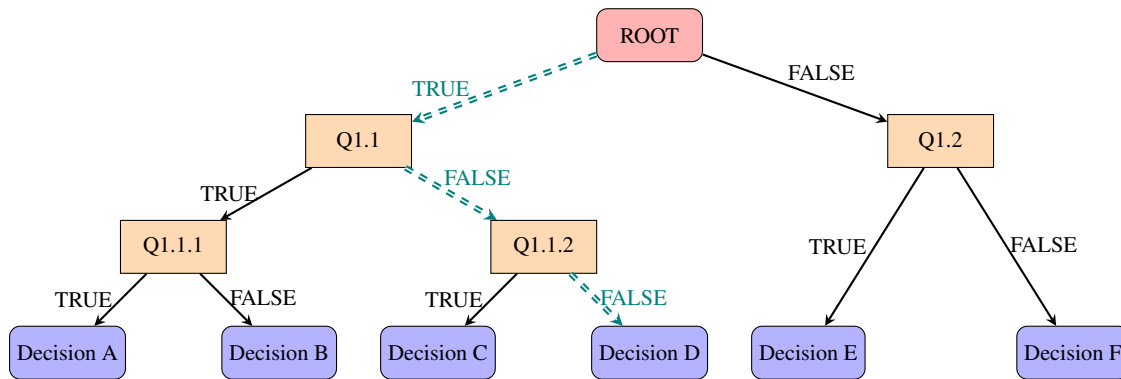 ROOT
TRUE
FALSE
Q1.1
Q1.2
TRUE
FALSE
Q1.1.1
Q1.1.2
TRUE
FALSE
TRUE
FALSE
TRUE
FALSE
Decision A
Decision B
Decision C
Decision D
Decision E
Decision F